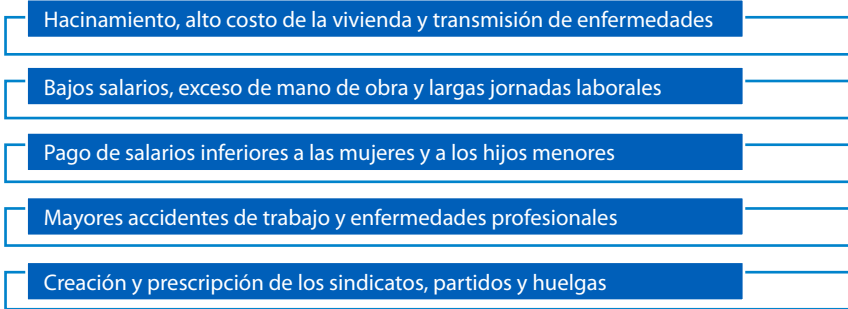 Hacinamiento, alto costo de la vivienda y transmisión de enfermedades
Bajos salarios, exceso de mano de obra y largas jornadas laborales
Pago de salarios inferiores a las mujeres y a los hijos menores
Mayores accidentes de trabajo y enfermedades profesionales
Creación y prescripción de los sindicatos, partidos y huelgas